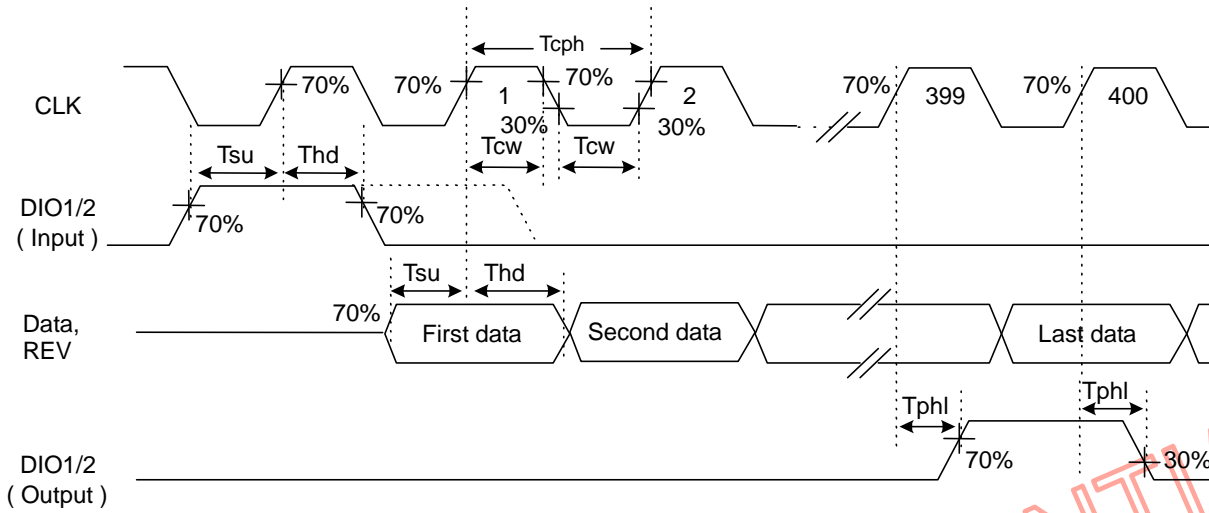 Tcph
CLK
70%
70%
1
30%
70%
2
30%
70%
399
70%
400
Tsu
Thd
Tcw
Tcw
DIO1/2
( Input )
70%
70%
Data,
REV
70%
Tsu
Thd
First data
Second data
Last data
DIO1/2
( Output )
Tphl
70%
Tphl
30%